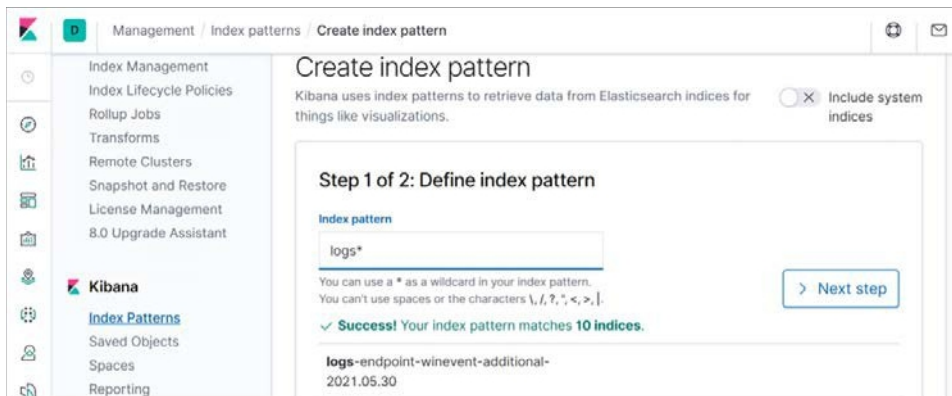 D Management / Index patterns / Create index pattern
Index Management
Index Lifecycle Policies
Rollup Jobs
Transforms
Remote Clusters
Snapshot and Restore
License Management
8.0 Upgrade Assistant
Kibana
Index Patterns
Saved Objects
Spaces
Reporting
Create index pattern
Kibana uses index patterns to retrieve data from Elasticsearch indices for
things like visualizations.
Include system
indices
Step 1 of 2: Define index pattern
Index pattern
logs*
You can use a * as a wildcard in your index pattern.
You can't use spaces or the characters \, /, ?, ", <, >, |.
Next step
Success! Your index pattern matches 10 indices.
logs-endpoint-winevent-additional-
2021.05.30